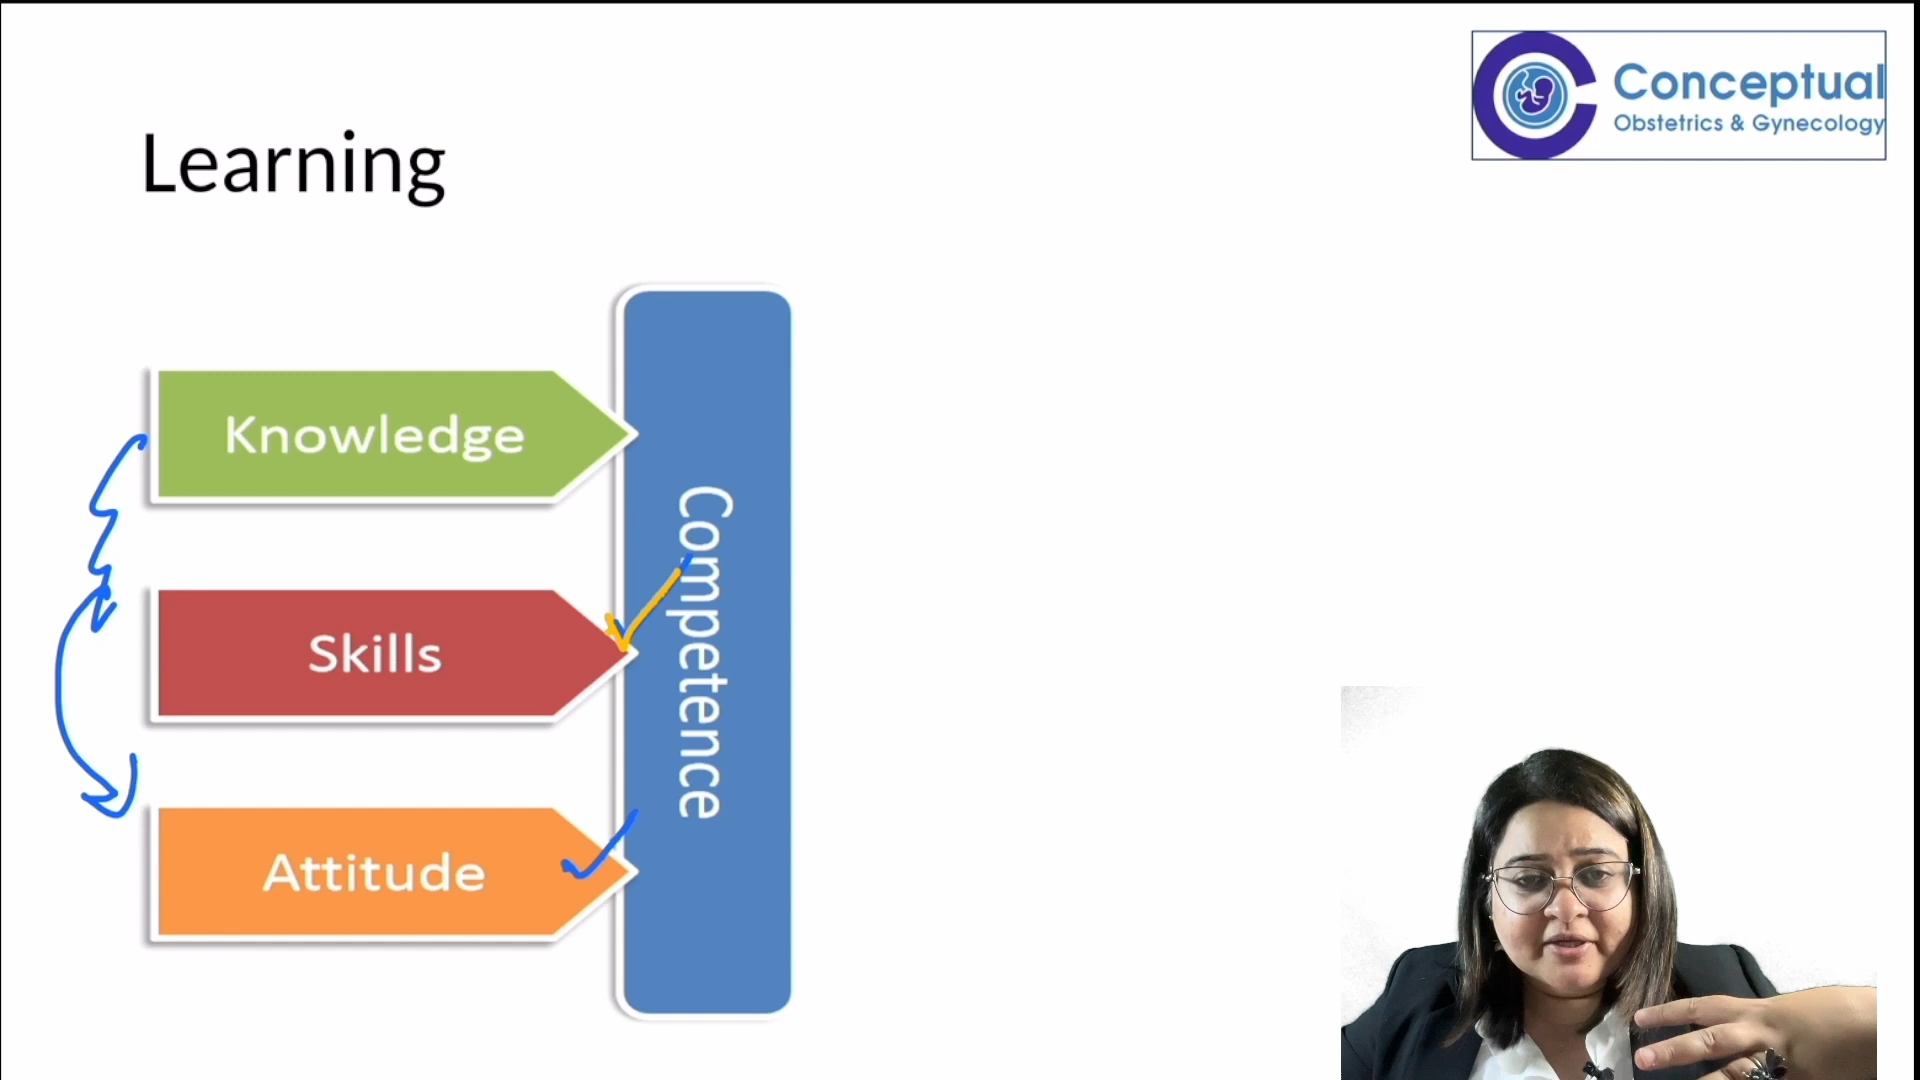 Conceptual
Obstetrics & Gynecology
Learning
Knowledge
Skills
Attitude
Competence